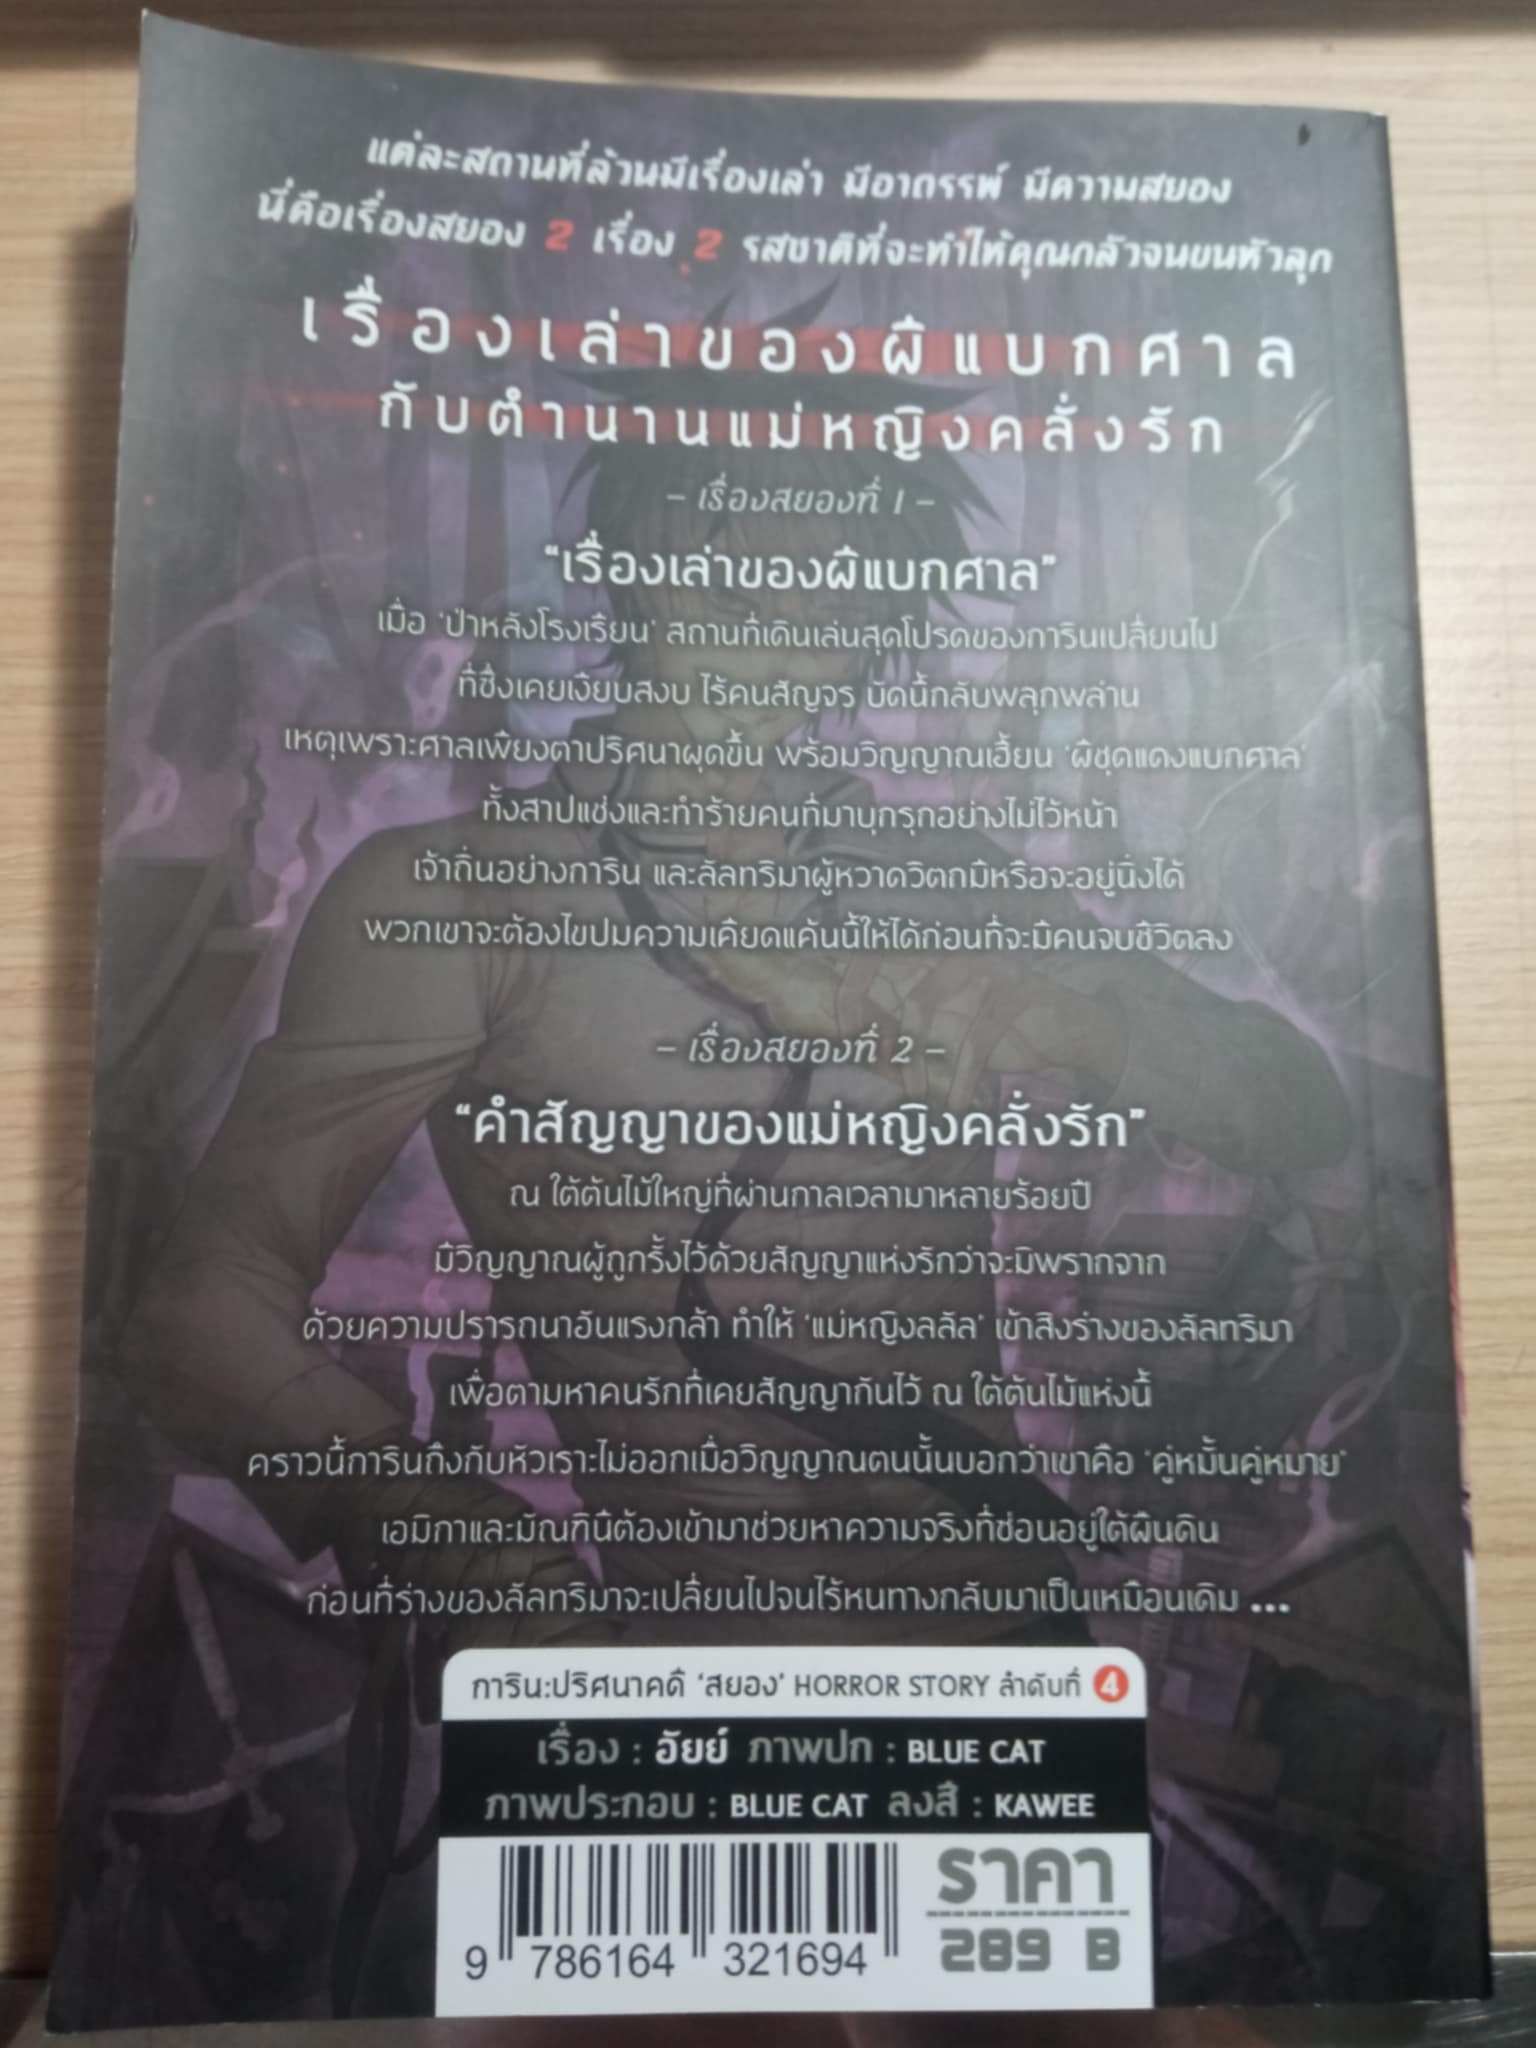 แต่ละสถานที่ล้วนมีเรื่องเล่า มีอาถรรพ์ มีความสยอง
นี่คือเรื่องสยอง 2 เรื่อง 2 รสชาติที่จะทำให้คุณกลัวจนขนหัวลุก
เรื่องเล่าของผีแบกศาล
กับตำนานแม่หญิงคลั่งรัก
– เรื่องสยองที่ 1 –
“เรื่องเล่าของผีแบกศาล”
เมื่อ ‘ป่าหลังโรงเรียน’ สถานที่เดินเล่นสุดโปรดของการินเปลี่ยนไป
ที่ซึ่งเคยเงียบสงบ ไร้คนสัญจร บัดนี้กลับพลุกพล่าน
เหตุเพราะศาลเพียงตาปริศนาผุดขึ้น พร้อมวิญญาณเฮี้ยน ‘ผีชุดแดงแบกศาล’
ทั้งสาปแช่งและทำร้ายคนที่มาบุกรุกอย่างไม่ไว้หน้า
เจ้าถิ่นอย่างการิน และลัลทริมาผู้หวาดวิตกมีหรือจะอยู่นิ่งได้
พวกเขาจะต้องไขปมความเคียดแค้นนี้ให้ได้ก่อนที่จะมีคนจบชีวิตลง
– เรื่องสยองที่ 2 –
“คำสัญญาของแม่หญิงคลั่งรัก”
ณ ใต้ต้นไม้ใหญ่ที่ผ่านกาลเวลามาหลายร้อยปี
มีวิญญาณผู้ถูกรั้งไว้ด้วยสัญญาแห่งรักว่าจะมิพรากจาก
ด้วยความปรารถนาอันแรงกล้า ทำให้ ‘แม่หญิงลลัล’ เข้าสิงร่างของลัลทริมา
เพื่อตามหาคนรักที่เคยสัญญากันไว้ ณ ใต้ต้นไม้แห่งนี้
คราวนี้การินถึงกับหัวเราะไม่ออกเมื่อวิญญาณตนนั้นบอกว่าเขาคือ ‘คู่หมั้นคู่หมาย’
เอมิกาและมัณฑินีต้องเข้ามาช่วยหาความจริงที่ซ่อนอยู่ใต้ผืนดิน
ก่อนที่ร่างของลัลทริมาจะเปลี่ยนไปจนไร้หนทางกลับมาเป็นเหมือนเดิม ...
การิน:ปริศนาคดี ‘สยอง’ HORROR STORY ลำดับที่ 4
เรื่อง : อัยย์ ภาพปก : BLUE CAT
ภาพประกอบ : BLUE CAT ลงสี : KAWEE
ราคา
289 B
9 786164 321694